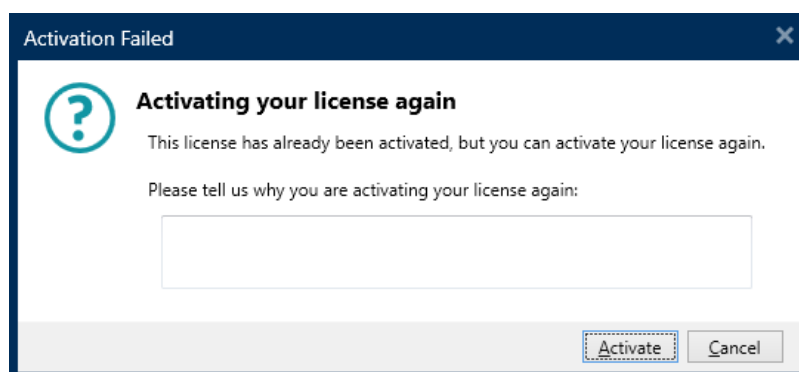 Activation Failed
Activating your license again
This license has already been activated, but you can activate your license again.
Please tell us why you are activating your license again:
Activate
Cancel